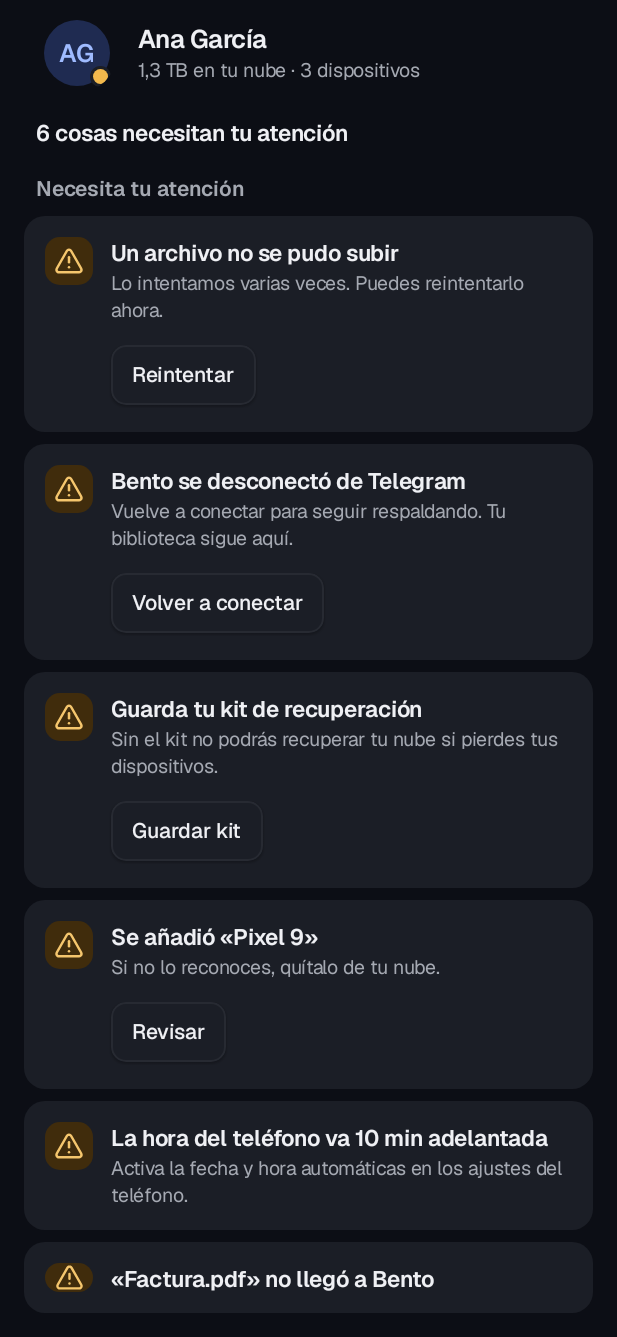 AG
Ana García
1,3 TB en tu nube · 3 dispositivos
6 cosas necesitan tu atención
Necesita tu atención
Un archivo no se pudo subir
Lo intentamos varias veces. Puedes reintentarlo
ahora.
Reintentar
Bento se desconectó de Telegram
Vuelve a conectar para seguir respaldando. Tu
biblioteca sigue aquí.
Volver a conectar
Guarda tu kit de recuperación
Sin el kit no podrás recuperar tu nube si pierdes tus
dispositivos.
Guardar kit
Se añadió «Pixel 9»
Si no lo reconoces, quítalo de tu nube.
Revisar
La hora del teléfono va 10 min adelantada
Activa la fecha y hora automáticas en los ajustes del
teléfono.
«Factura.pdf» no llegó a Bento